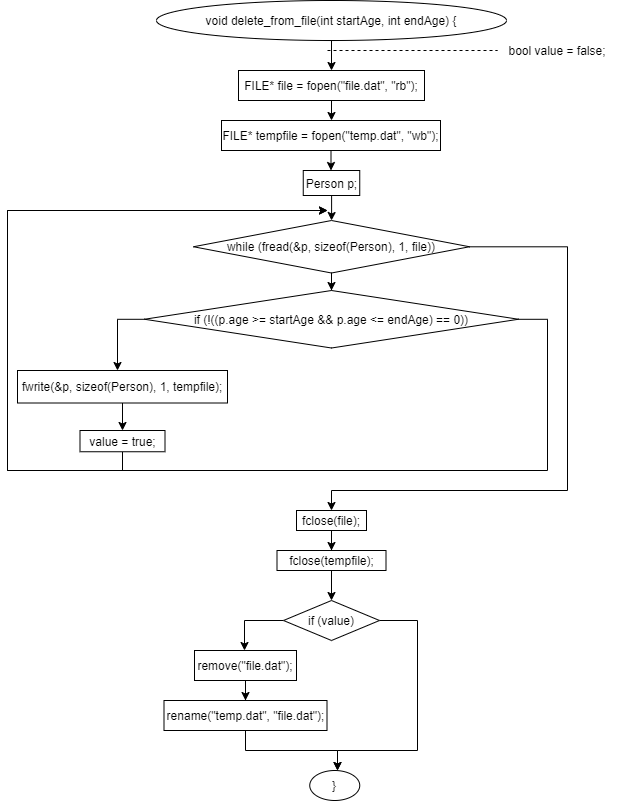 void delete_from_file(int startAge, int endAge) {
bool value = false;
FILE* file = fopen("file.dat", "rb");
FILE* tempfile = fopen("temp.dat", "wb");
Person p;
while (fread(&p, sizeof(Person), 1, file))
if (!((p.age >= startAge && p.age <= endAge) == 0))
fwrite(&p, sizeof(Person), 1, tempfile);
value = true;
fclose(file);
fclose(tempfile);
if (value)
remove("file.dat");
rename("temp.dat", "file.dat");
}